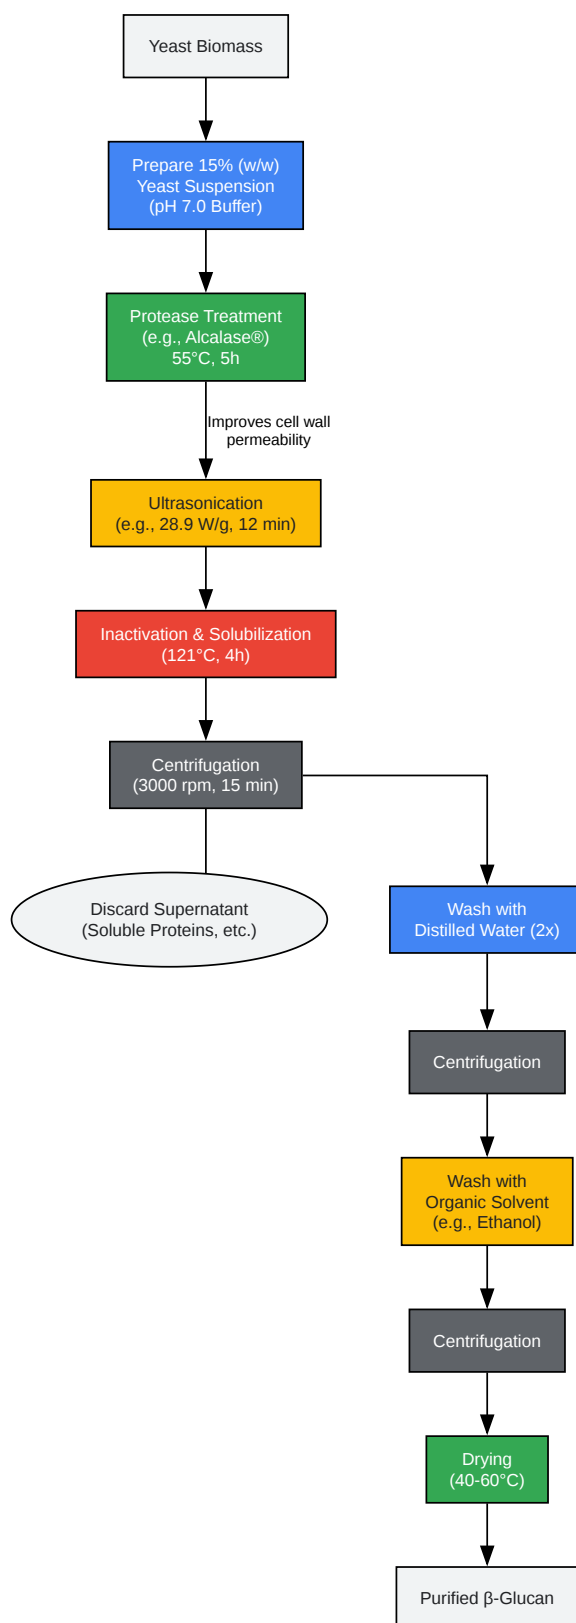 Yeast Biomass
Prepare 15% (w/w)
Yeast Suspension
(pH 7.0 Buffer)
Protease Treatment
(e.g., Alcalase®)
55°C, 5h
Improves cell wall
permeability
Ultrasonication
(e.g., 28.9 W/g, 12 min)
Inactivation & Solubilization
(121°C, 4h)
Centrifugation
(3000 rpm, 15 min)
Discard Supernatant
(Soluble Proteins, etc.)
Wash with
Distilled Water (2x)
Centrifugation
Wash with
Organic Solvent
(e.g., Ethanol)
Centrifugation
Drying
(40-60°C)
Purified β-Glucan